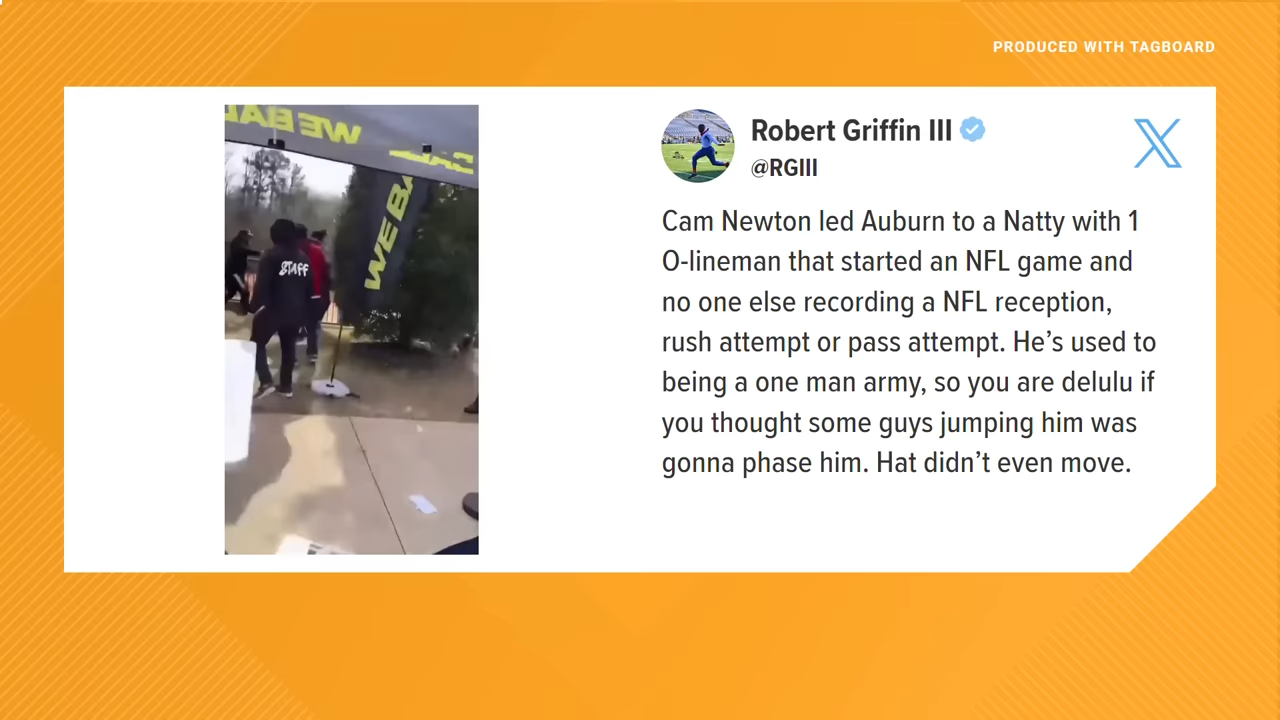 PRODUCED WITH TAGBOARD
WE BAL
WE BA
STAFF
Robert Griffin III
@RGIII
Cam Newton led Auburn to a Natty with 1
O-lineman that started an NFL game and
no one else recording a NFL reception,
rush attempt or pass attempt. He’s used to
being a one man army, so you are delulu if
you thought some guys jumping him was
gonna phase him. Hat didn’t even move.